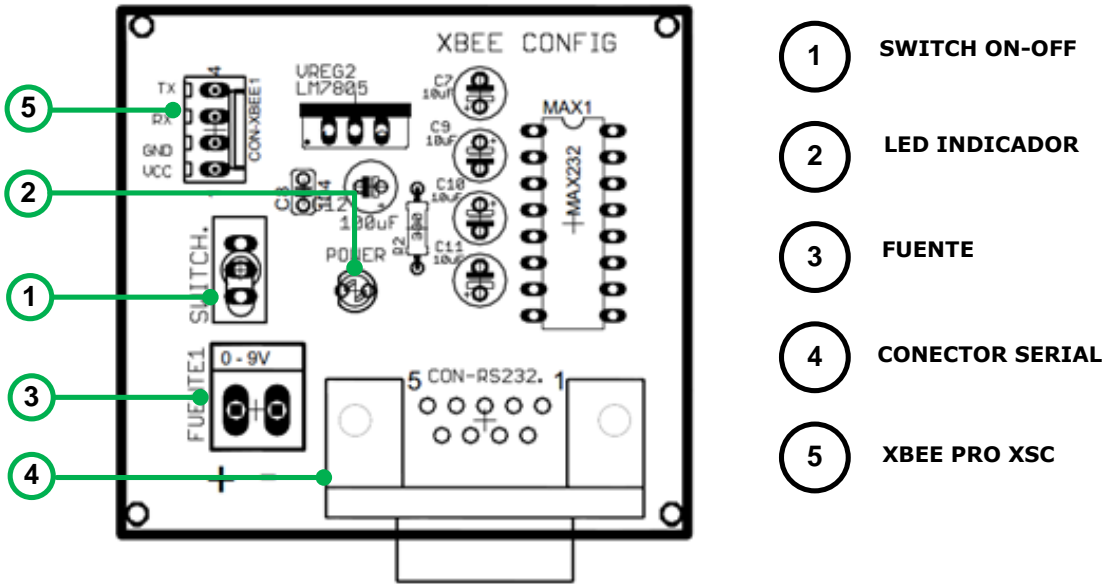 XBEE CONFIG
VREG2
LM7805
C7
10uF
MAX1
C9
10uF
C10
10uF
C11
10uF
MAX232
TX
RX
GND
VCC
4
CON-XBEE1
100uF
R2
300
POWER
SWITCH.
FUENTE1
0 - 9V
+ -
5 CON-RS232. 1
5
2
1
3
4
1 SWITCH ON-OFF
2 LED INDICADOR
3 FUENTE
4 CONECTOR SERIAL
5 XBEE PRO XSC